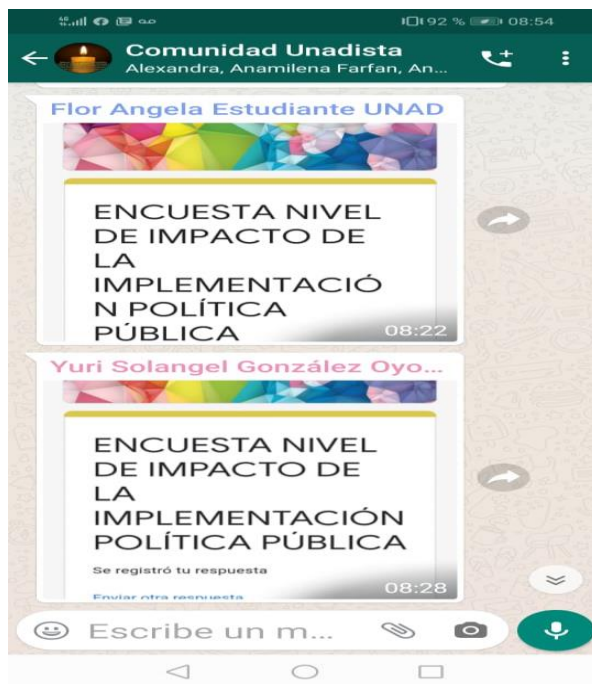 92 % 08:54
Comunidad Unadista
Alexandra, Anamilena Farfan, An...
Flor Angela Estudiante UNAD
ENCUESTA NIVEL
DE IMPACTO DE
LA
IMPLEMENTACIÓ
N POLÍTICA
PÚBLICA
08:22
Yuri Solangel González Oyo...
ENCUESTA NIVEL
DE IMPACTO DE
LA
IMPLEMENTACIÓN
POLÍTICA PÚBLICA
Se registró tu respuesta
Enviar otra respuesta
08:28
Escribe un m...